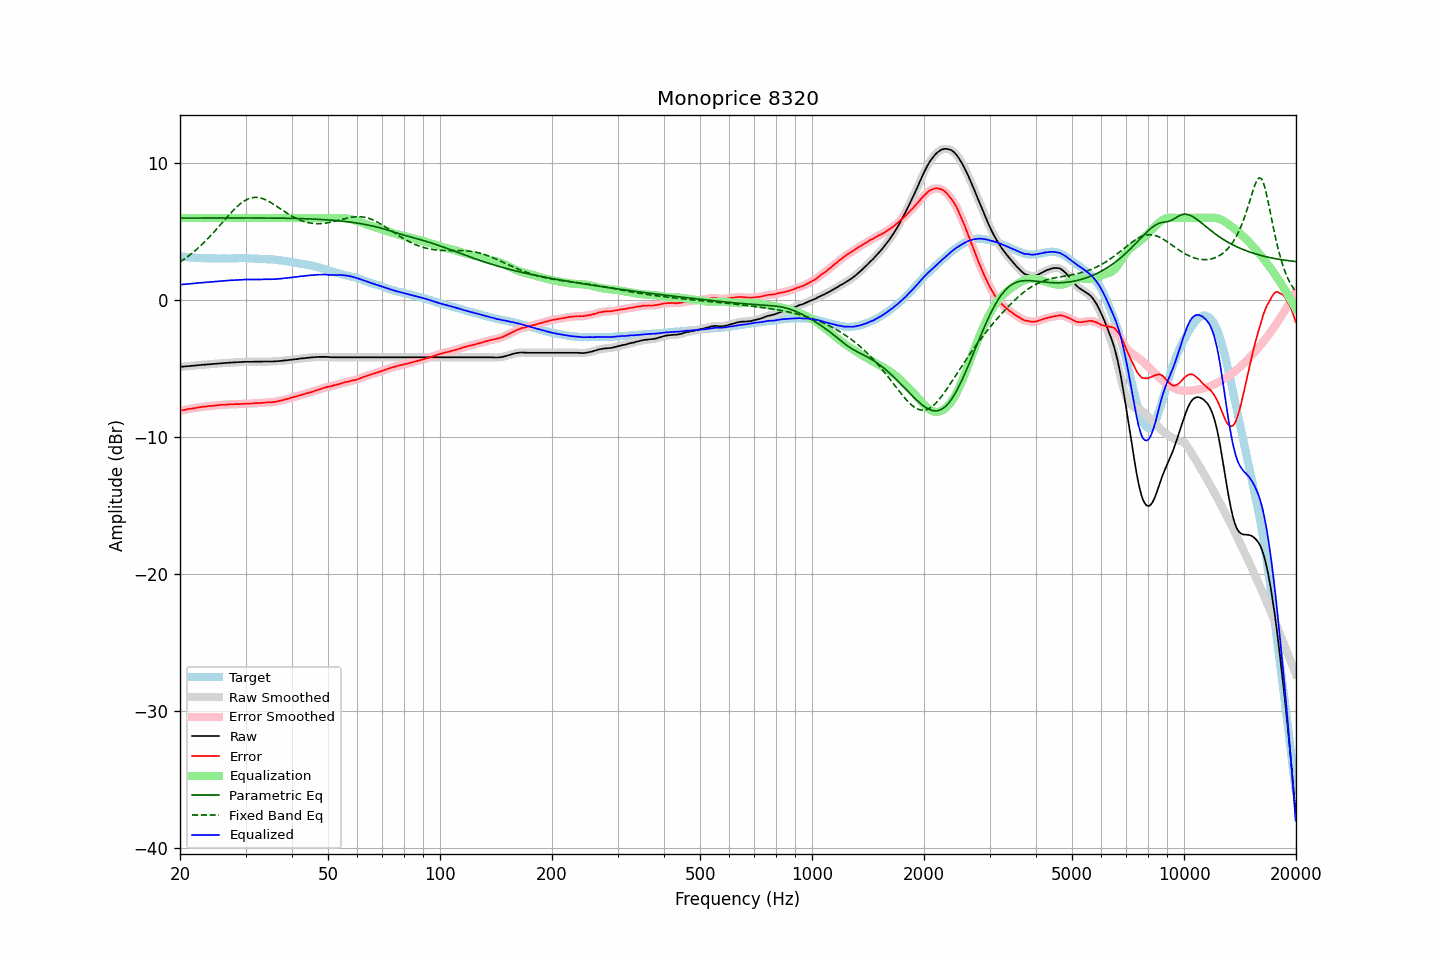 Monoprice 8320
Amplitude (dBr)
10
0
−10
−20
−30
−40
Target
Raw Smoothed
Error Smoothed
Raw
Error
Equalization
Parametric Eq
Fixed Band Eq
Equalized
20 50 100 200 500 1000 2000 5000 10000 20000
Frequency (Hz)